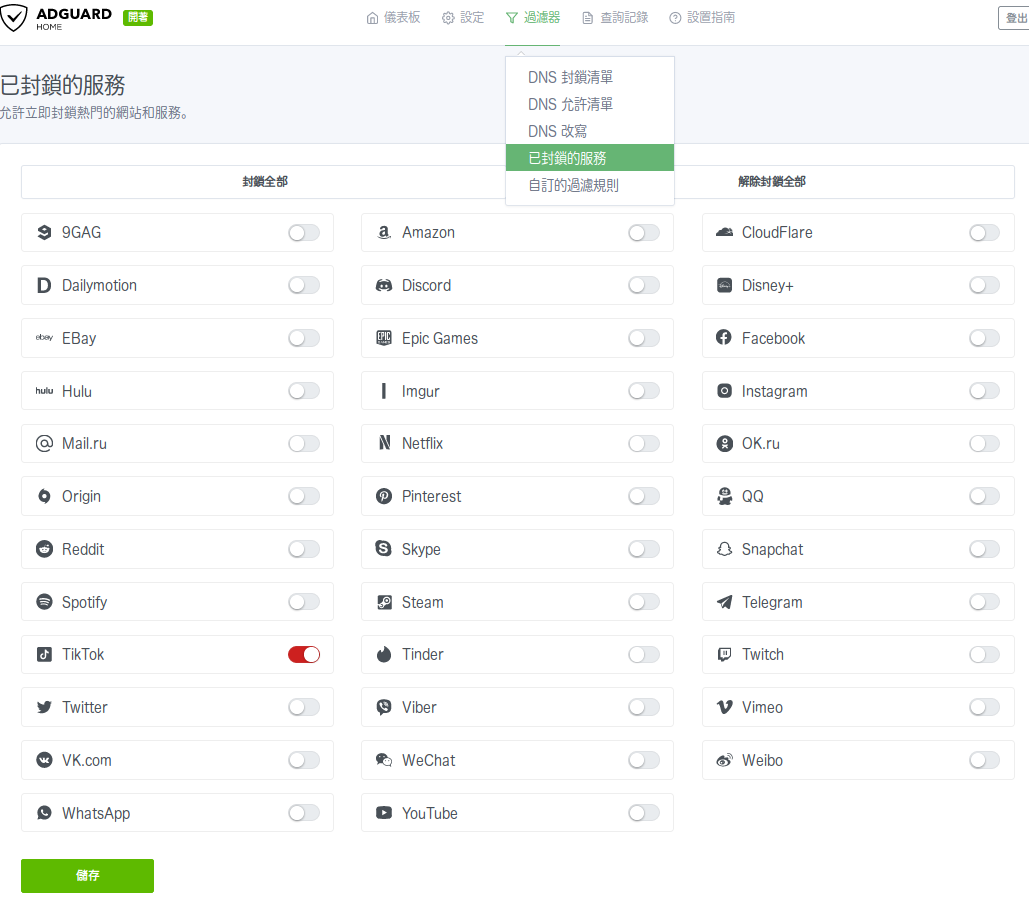 ADGUARD
HOME
開著
儀表板
設定
過濾器
查詢記錄
設置指南
登出
DNS 封鎖清單
DNS 允許清單
DNS 改寫
已封鎖的服務
自訂的過濾規則
已封鎖的服務
允許立即封鎖熱門的網站和服務。
封鎖全部
解除封鎖全部
9GAG
Amazon
CloudFlare
Dailymotion
Discord
Disney+
ebay EBay
EPIC Epic Games
Facebook
hulu Hulu
Imgur
Instagram
Mail.ru
Netflix
OK.ru
Origin
Pinterest
QQ
Reddit
Skype
Snapchat
Spotify
Steam
Telegram
TikTok
Tinder
Twitch
Twitter
Viber
Vimeo
VK.com
WeChat
Weibo
WhatsApp
YouTube
儲存